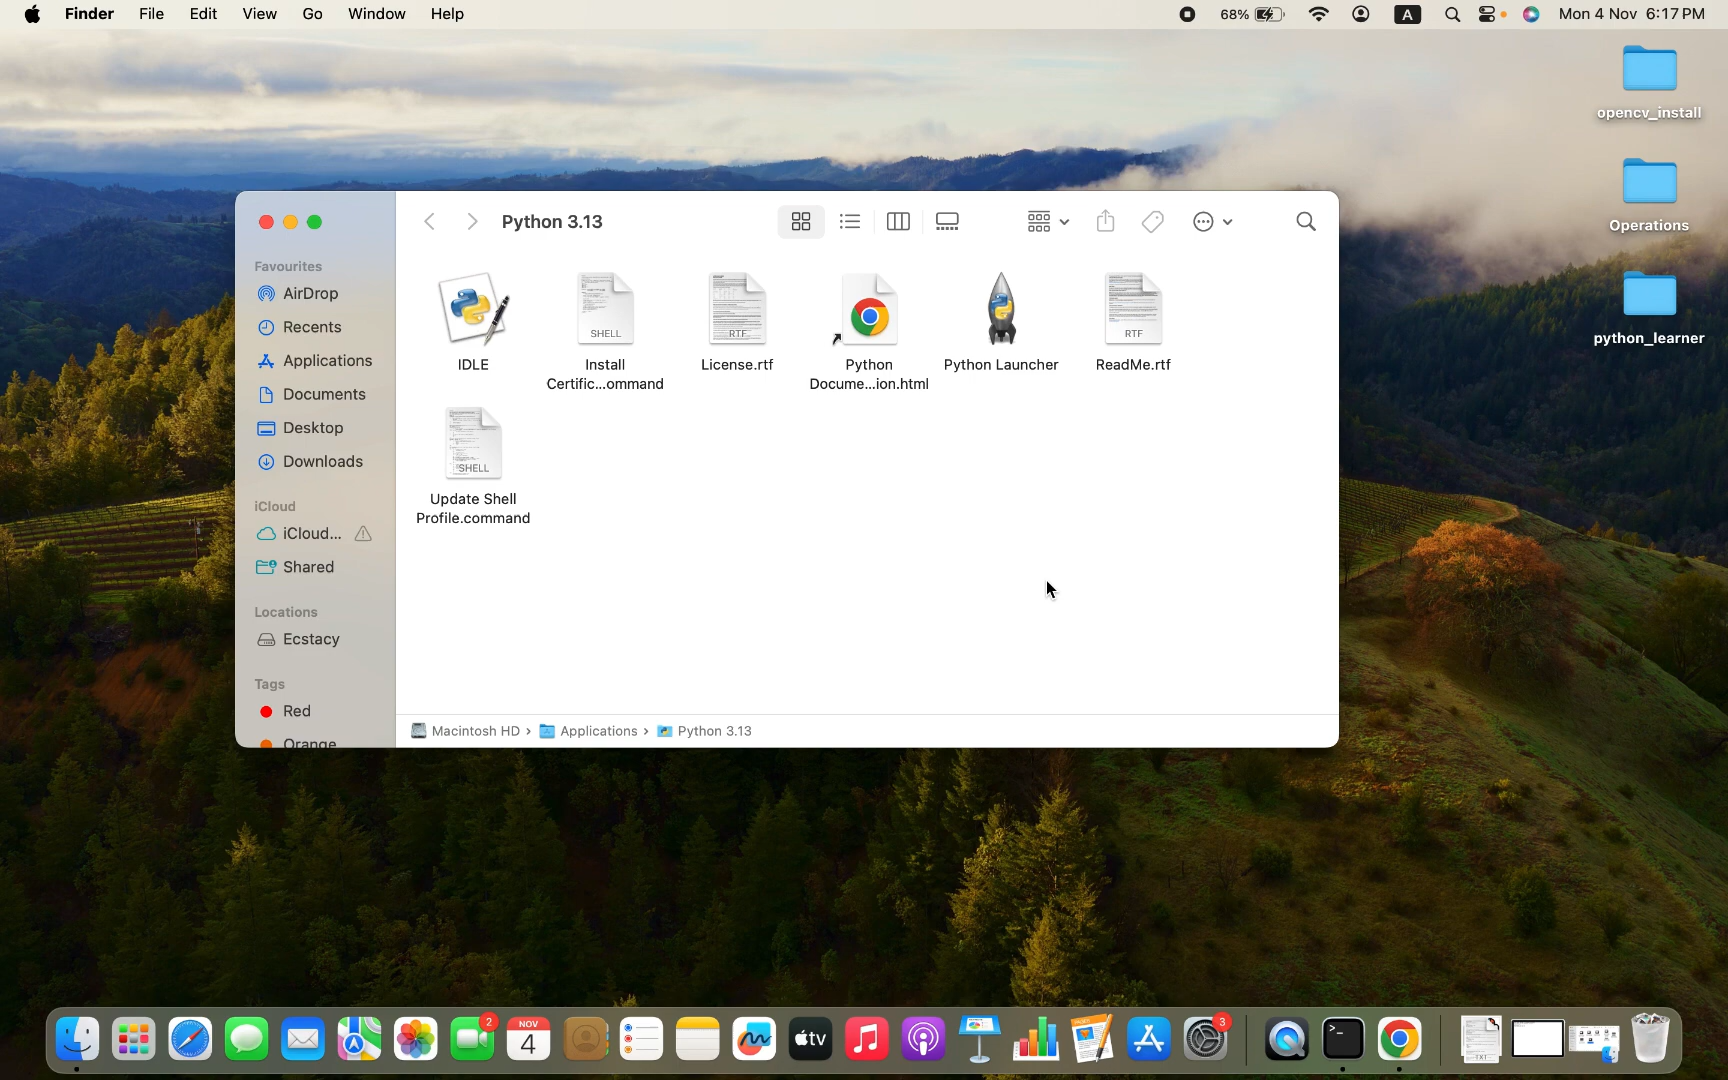 Finder File Edit View Go Window Help
68% A Mon 4 Nov 6:17 PM
opencv_install
Operations
python_learner
Python 3.13
Favourites
AirDrop
Recents
Applications
Documents
Desktop
Downloads
iCloud
iCloud...
Shared
Locations
Ecstacy
Tags
Red
Orange
SHELL
RTF
RTF
IDLE
Install
Certific...ommand
License.rtf
Python
Docume...ion.html
Python Launcher
ReadMe.rtf
SHELL
Update Shell
Profile.command
Macintosh HD › Applications › Python 3.13
2
NOV
4
tv
3
>_
TXT